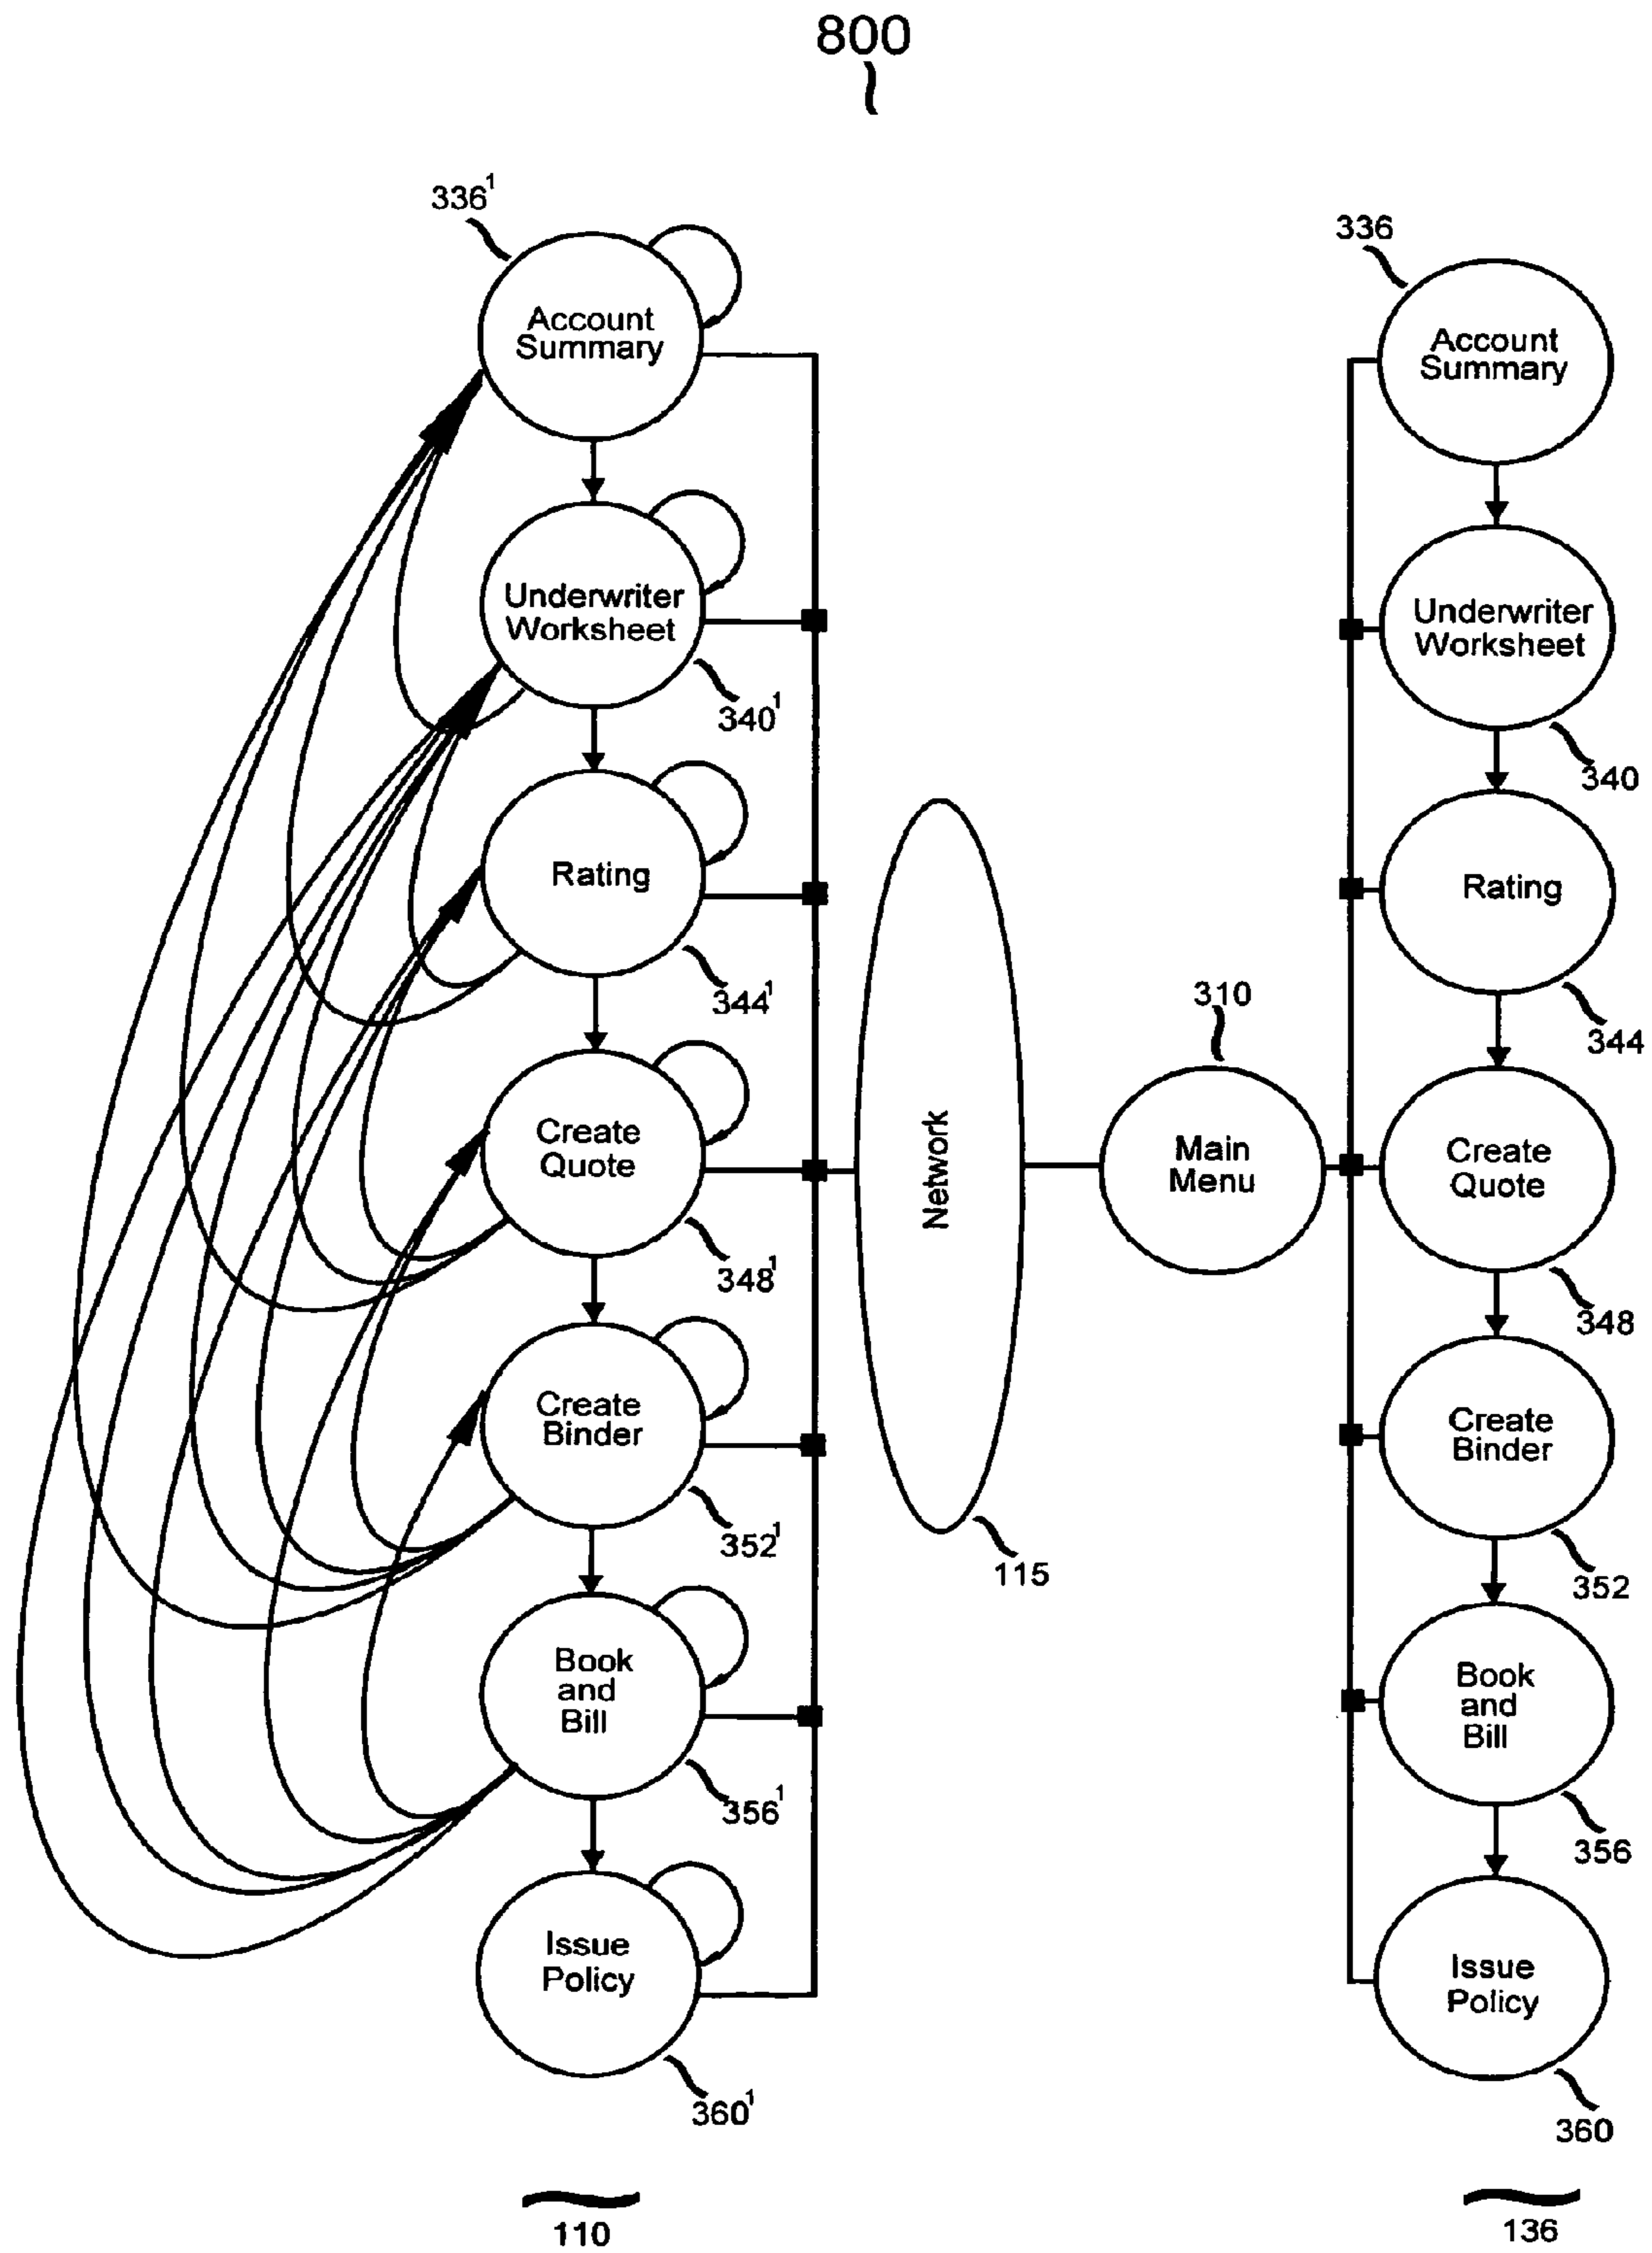 800
336¹
Account
Summary
Underwriter
Worksheet
340¹
Rating
344¹
Create
Quote
348¹
Create
Binder
352¹
Book
and
Bill
356¹
Issue
Policy
360¹
110
Network
115
310
Main
Menu
336
Account
Summary
Underwriter
Worksheet
340
Rating
344
Create
Quote
348
Create
Binder
352
Book
and
Bill
356
Issue
Policy
360
136